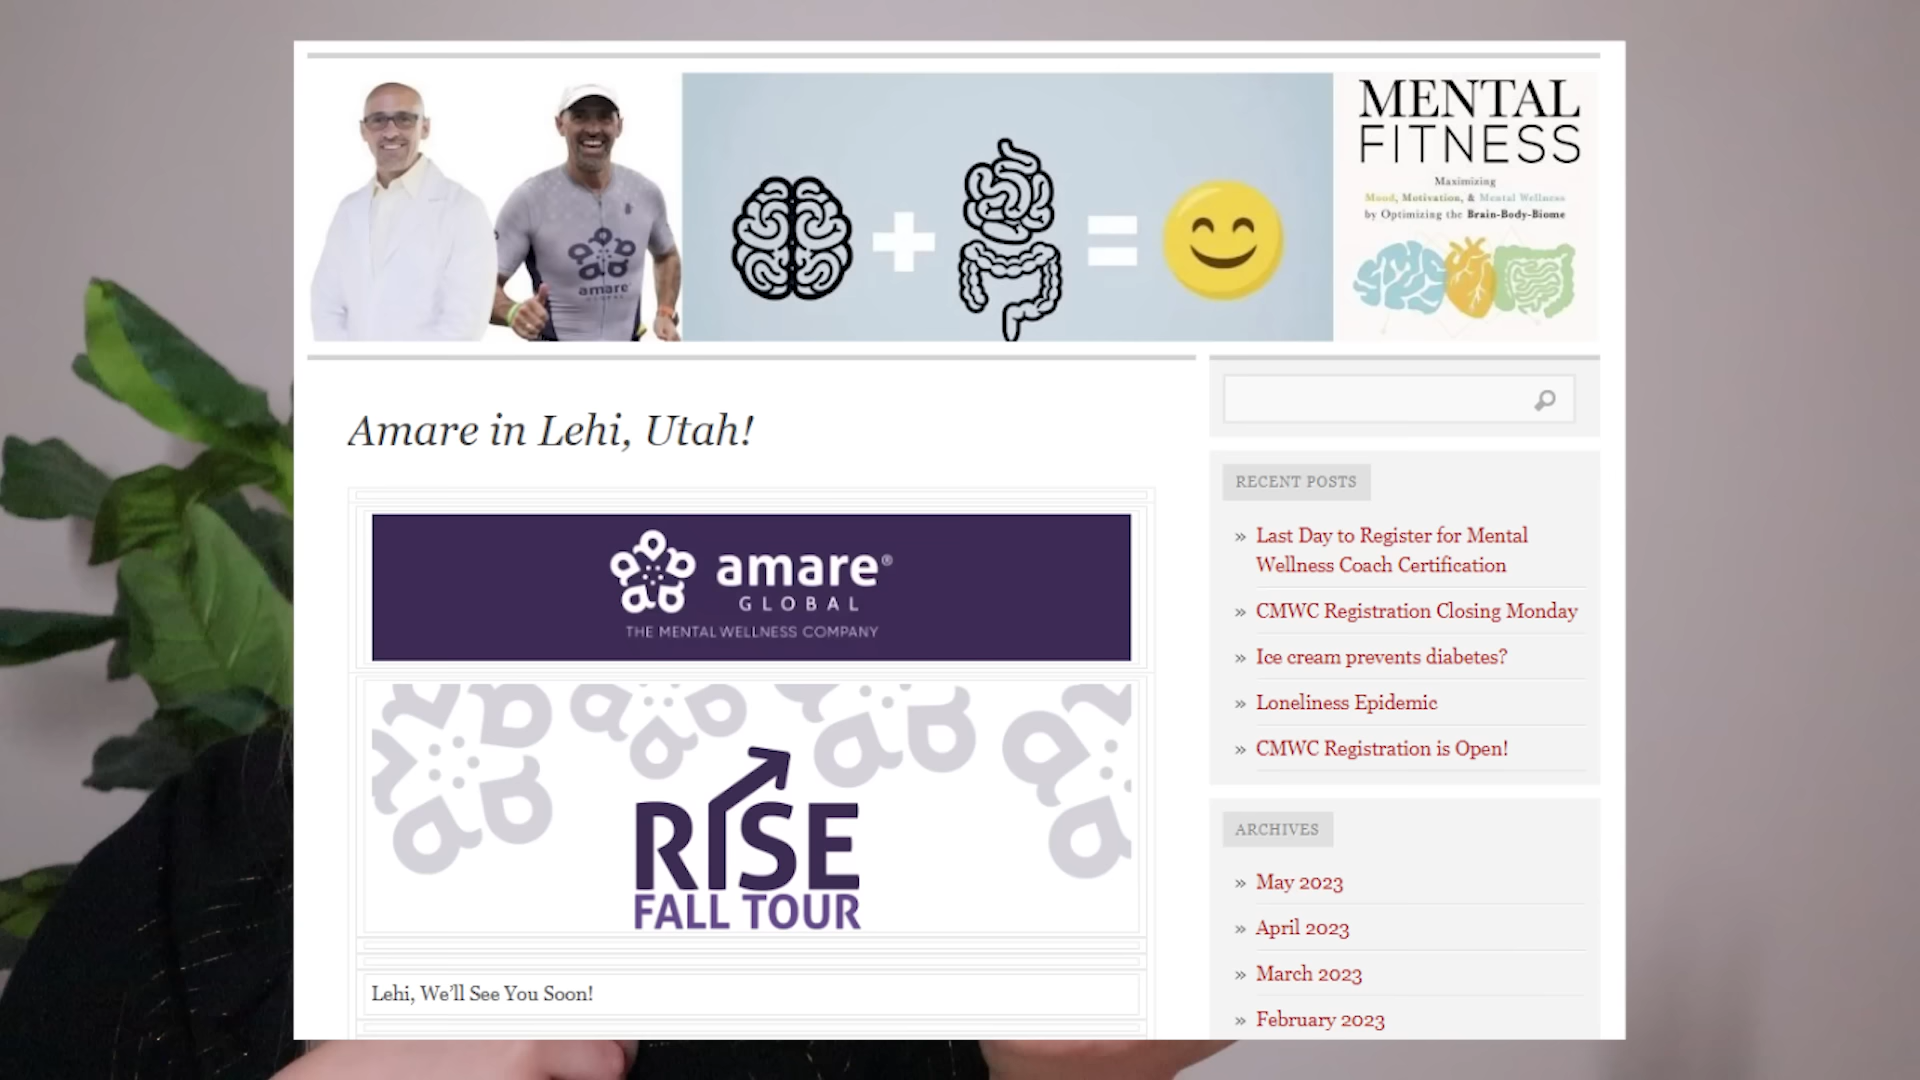 MENTAL
FITNESS
Maximizing
Mood, Motivation, & Mental Wellness
by Optimizing the Brain-Body-Biome
amare
GLOBAL
Amare in Lehi, Utah!
amare®
GLOBAL
THE MENTAL WELLNESS COMPANY
RISE
FALL TOUR
Lehi, We'll See You Soon!
RECENT POSTS
» Last Day to Register for Mental
Wellness Coach Certification
» CMWC Registration Closing Monday
» Ice cream prevents diabetes?
» Loneliness Epidemic
» CMWC Registration is Open!
ARCHIVES
» May 2023
» April 2023
» March 2023
» February 2023